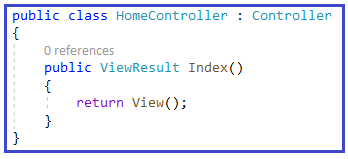 public class HomeController : Controller
{
0 references
public ViewResult Index()
{
return View();
}
}